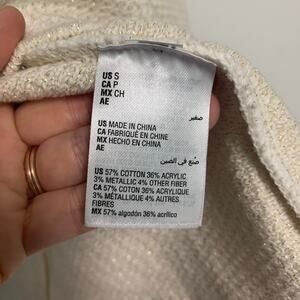 US S
CA P
MX CH
AE
صغير
US MADE IN CHINA
CA FABRIQUÉ EN CHINE
MX HECHO EN CHINA
AE
صنع في الصين
US 57% COTTON 36% ACRYLIC
3% METALLIC 4% OTHER FIBER
CA 57% COTON 36% ACRYLIQUE
3% MÉTALLIQUE 4% AUTRES
FIBRES
MX 57% algodón 36% acrílico